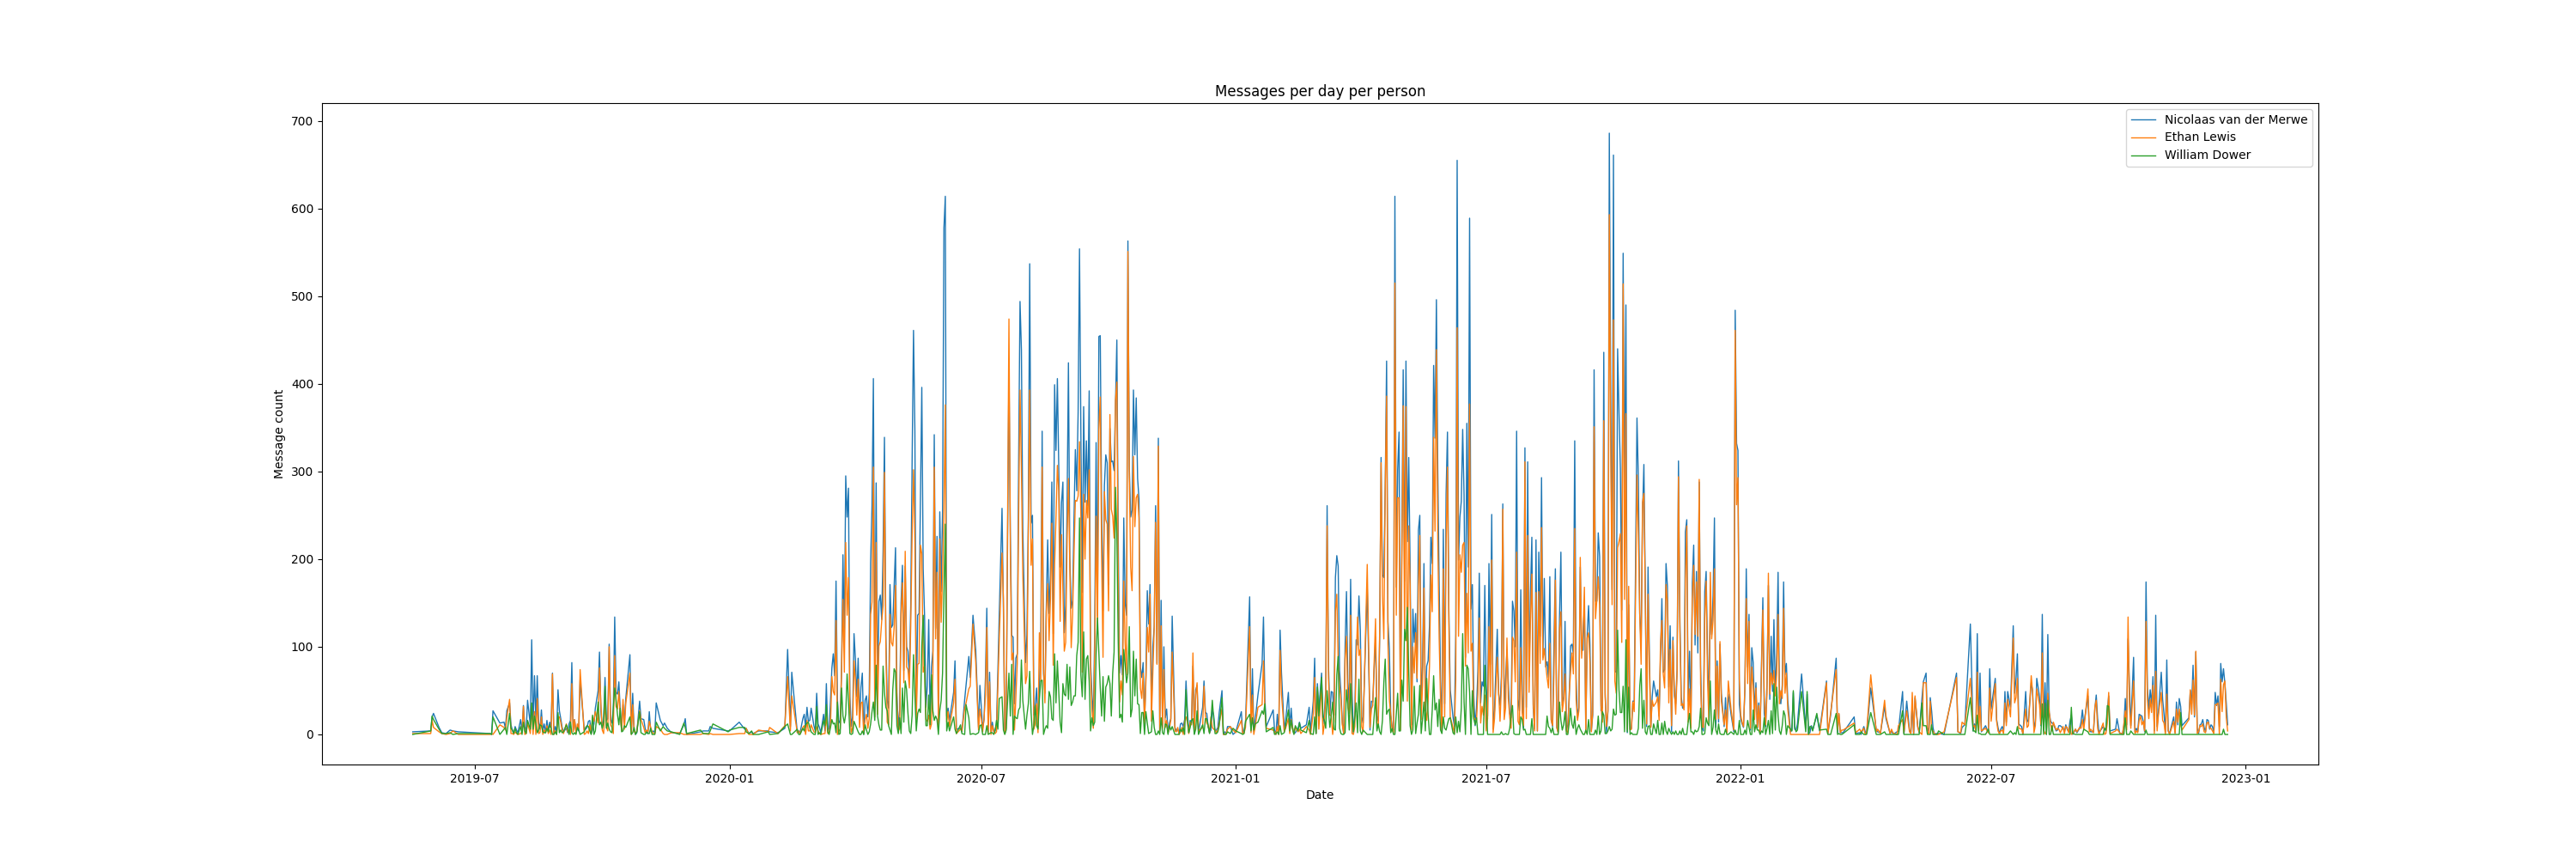 Messages per day per person
Nicolaas van der Merwe
Ethan Lewis
William Dower
700
600
500
400
300
200
100
0
Message count
2019-07
2020-01
2020-07
2021-01
2021-07
2022-01
2022-07
2023-01
Date